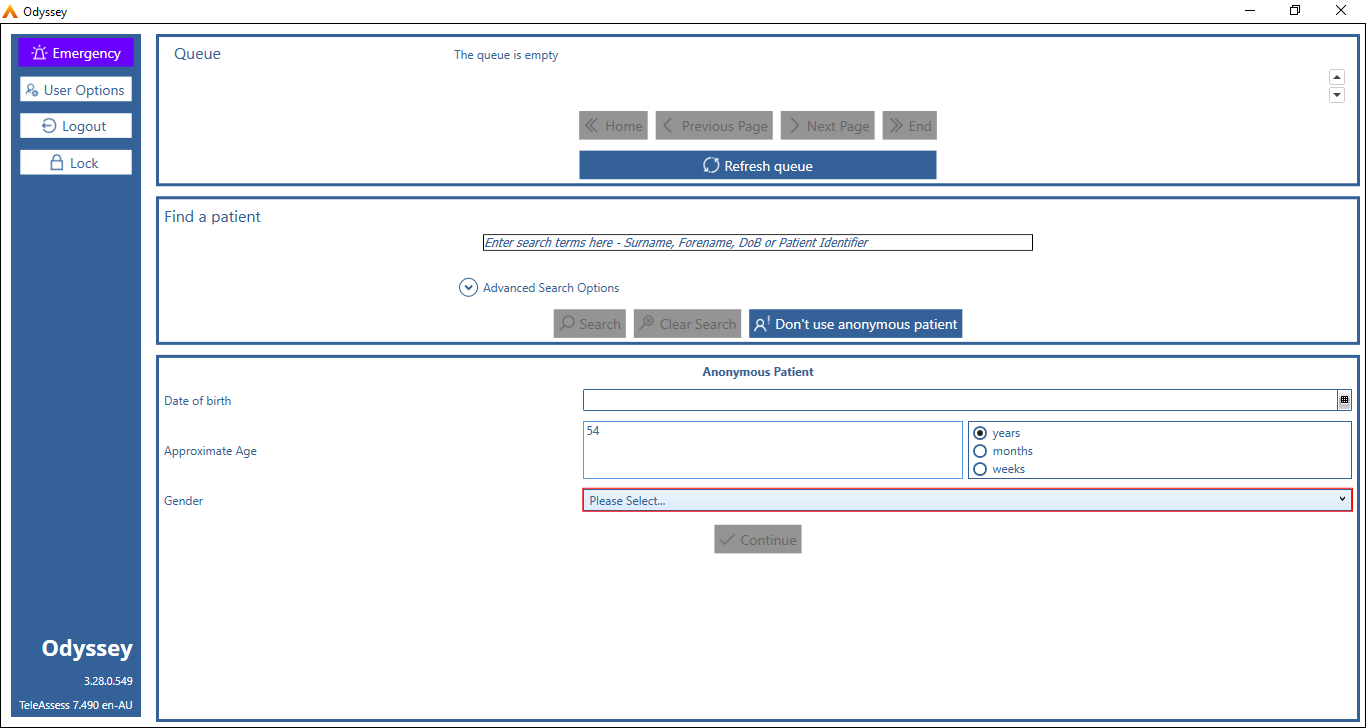 Odyssey
Emergency
User Options
Logout
Lock
Queue
The queue is empty
Home
Previous Page
Next Page
End
Refresh queue
Find a patient
Enter search terms here - Surname, Forename, DoB or Patient Identifier
Advanced Search Options
Search
Clear Search
Don't use anonymous patient
Anonymous Patient
Date of birth
Approximate Age
54
years
months
weeks
Gender
Please Select...
Continue
Odyssey
3.28.0.549
TeleAssess 7.490 en-AU